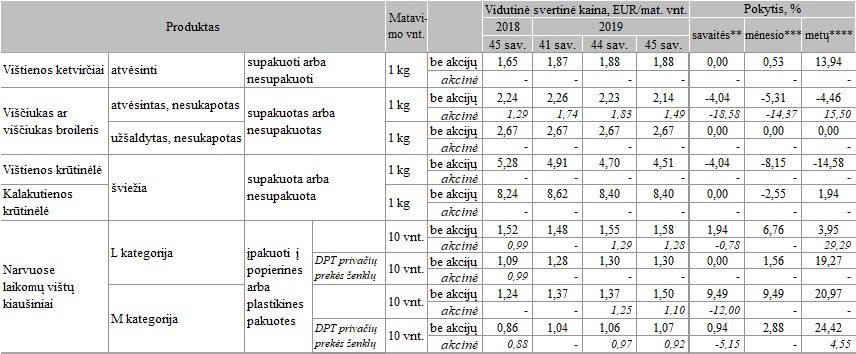 Produktas Matavimo vnt. Vidutinė svertinė kaina, EUR/mat. vnt. Pokytis, %
2018 2019 savaitės** mėnesio*** metų****
45 sav. 41 sav. 44 sav. 45 sav.
Vištienos ketvirčiai atvėsinti supakuoti arba nesupakuoti 1 kg be akcijų 1,65 1,87 1,88 1,88 0,00 0,53 13,94
akcinė - - - - - - -
Viščiukas ar viščiukas broileris atvėsintas, nesukapotas supakuotas arba nesupakuotas 1 kg be akcijų 2,24 2,26 2,23 2,14 -4,04 -5,31 -4,46
akcinė 1,29 1,74 1,83 1,49 -18,58 -14,37 15,50
užšaldytas, nesukapotas 1 kg be akcijų 2,67 2,67 2,67 2,67 0,00 0,00 0,00
akcinė - - - - - - -
Vištienos krūtinėlė šviežia supakuota arba nesupakuota 1 kg be akcijų 5,28 4,91 4,70 4,51 -4,04 -8,15 -14,58
akcinė - - - - - - -
Kalakutienos krūtinėlė 1 kg be akcijų 8,24 8,62 8,40 8,40 0,00 -2,55 1,94
akcinė - - - - - - -
Narvuose laikomų vištų kiaušiniai L kategorija įpakuoti į popierines arba plastikines pakuotes 10 vnt. be akcijų 1,52 1,48 1,55 1,58 1,94 6,76 3,95
akcinė 0,99 - 1,29 1,28 -0,78 - 29,29
DPT privačių prekės ženklų 10 vnt. be akcijų 1,09 1,28 1,30 1,30 0,00 1,56 19,27
akcinė 0,99 - - - - - -
M kategorija 10 vnt. be akcijų 1,24 1,37 1,37 1,50 9,49 9,49 20,97
akcinė - - 1,25 1,10 -12,00 - -
DPT privačių prekės ženklų 10 vnt. be akcijų 0,86 1,04 1,06 1,07 0,94 2,88 24,42
akcinė 0,88 - 0,97 0,92 -5,15 - 4,55